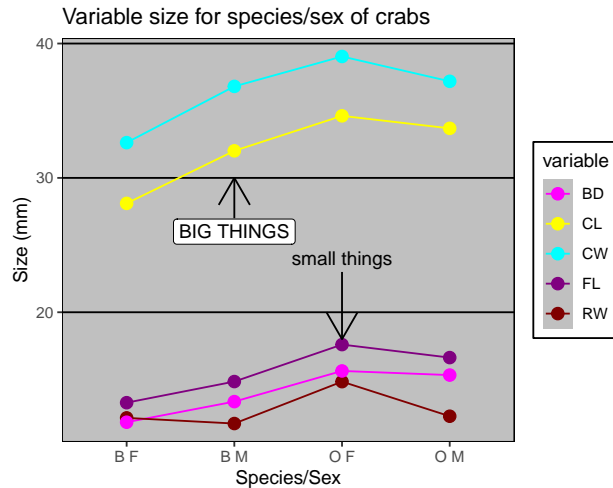 Variable size for species/sex of crabs
40
30
20
Size (mm)
BIG THINGS
small things
B F
B M
O F
O M
Species/Sex
variable
BD
CL
CW
FL
RW